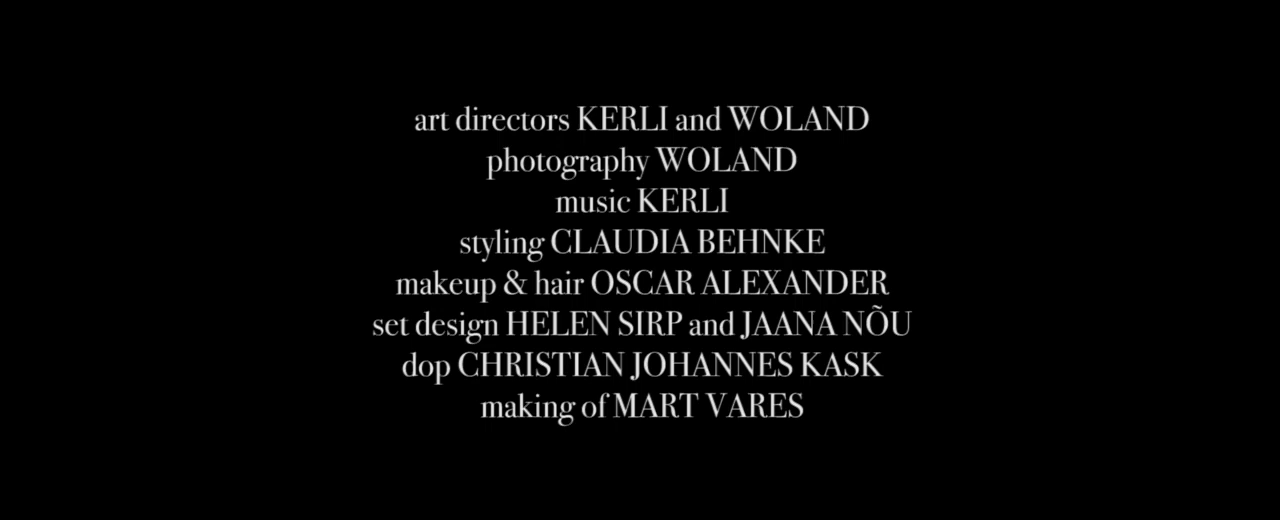 art directors KERLI and WOLAND
photography WOLAND
music KERLI
styling CLAUDIA BEHNKE
makeup & hair OSCAR ALEXANDER
set design HELEN SIRP and JAANA NÕU
dop CHRISTIAN JOHANNES KASK
making of MART VARES